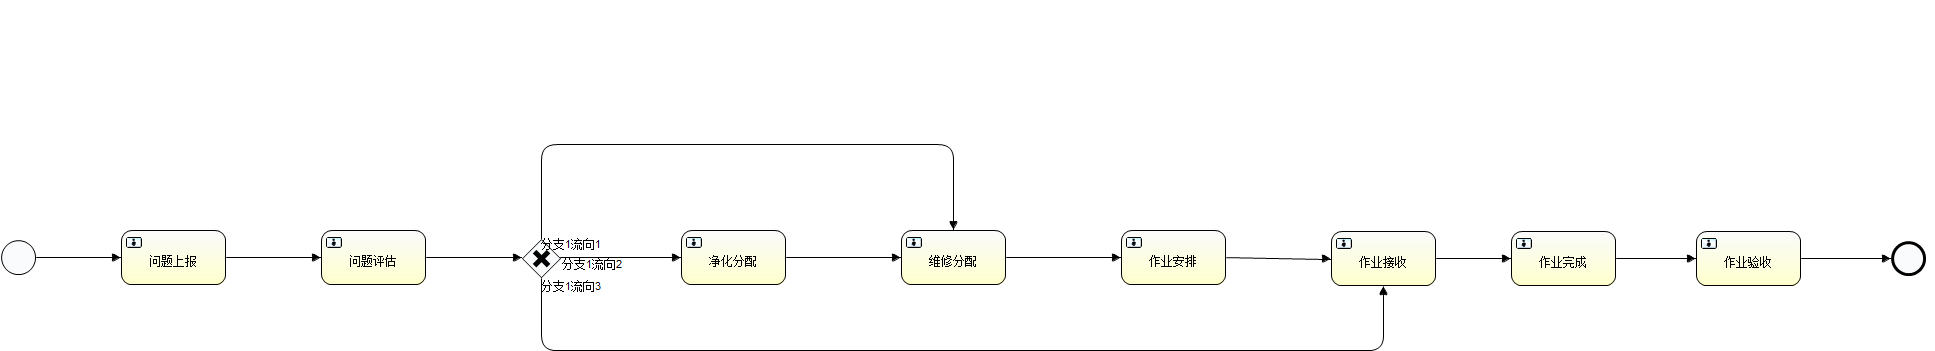 分支1流向1
问题上报
问题评估
分支1流向2
净化分配
维修分配
作业安排
作业接收
作业完成
作业验收
分支1流向3